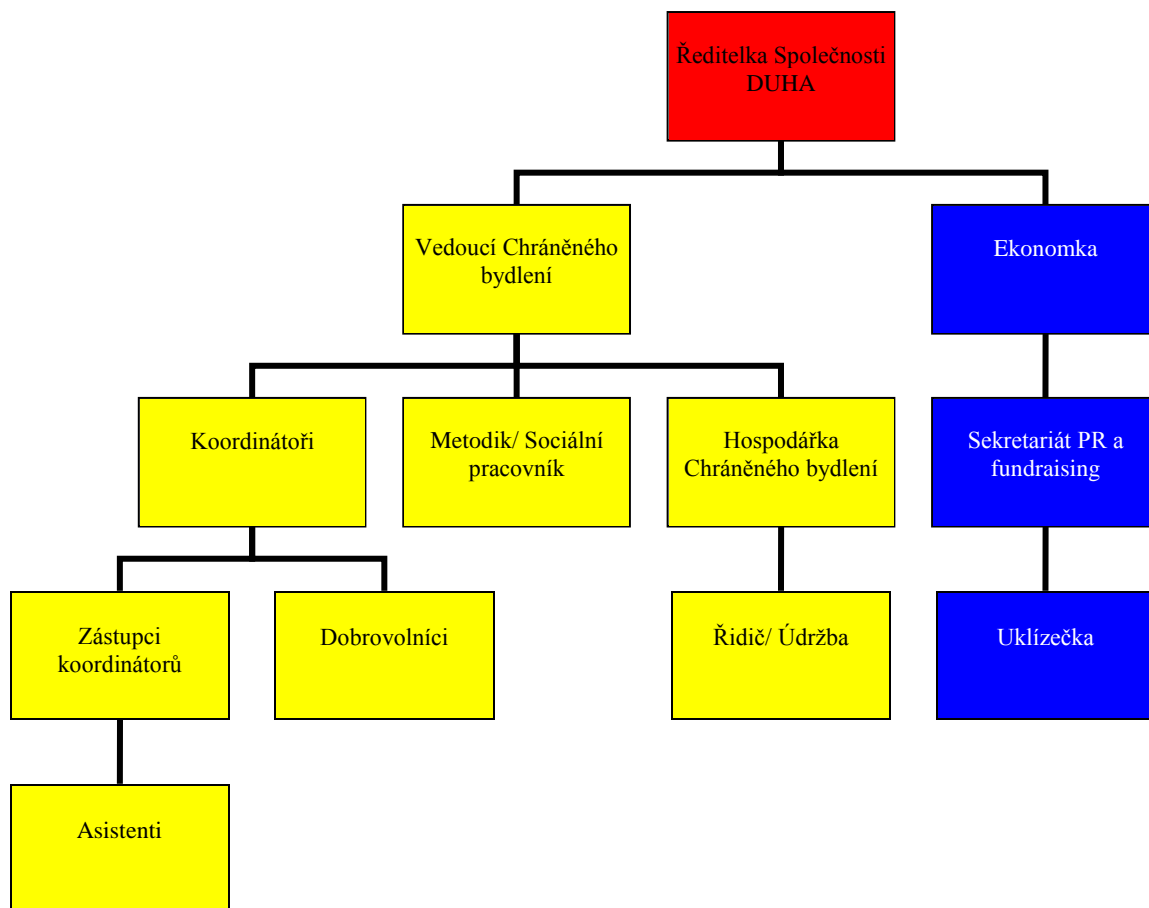 Ředitelka Společnosti
DUHA
Vedoucí Chráněného
bydlení
Ekonomka
Koordinátoři
Metodik/ Sociální
pracovník
Hospodářka
Chráněného bydlení
Sekretariát PR a
fundraising
Zástupci
koordinátorů
Dobrovolníci
Řidič/ Údržba
Uklízečka
Asistenti